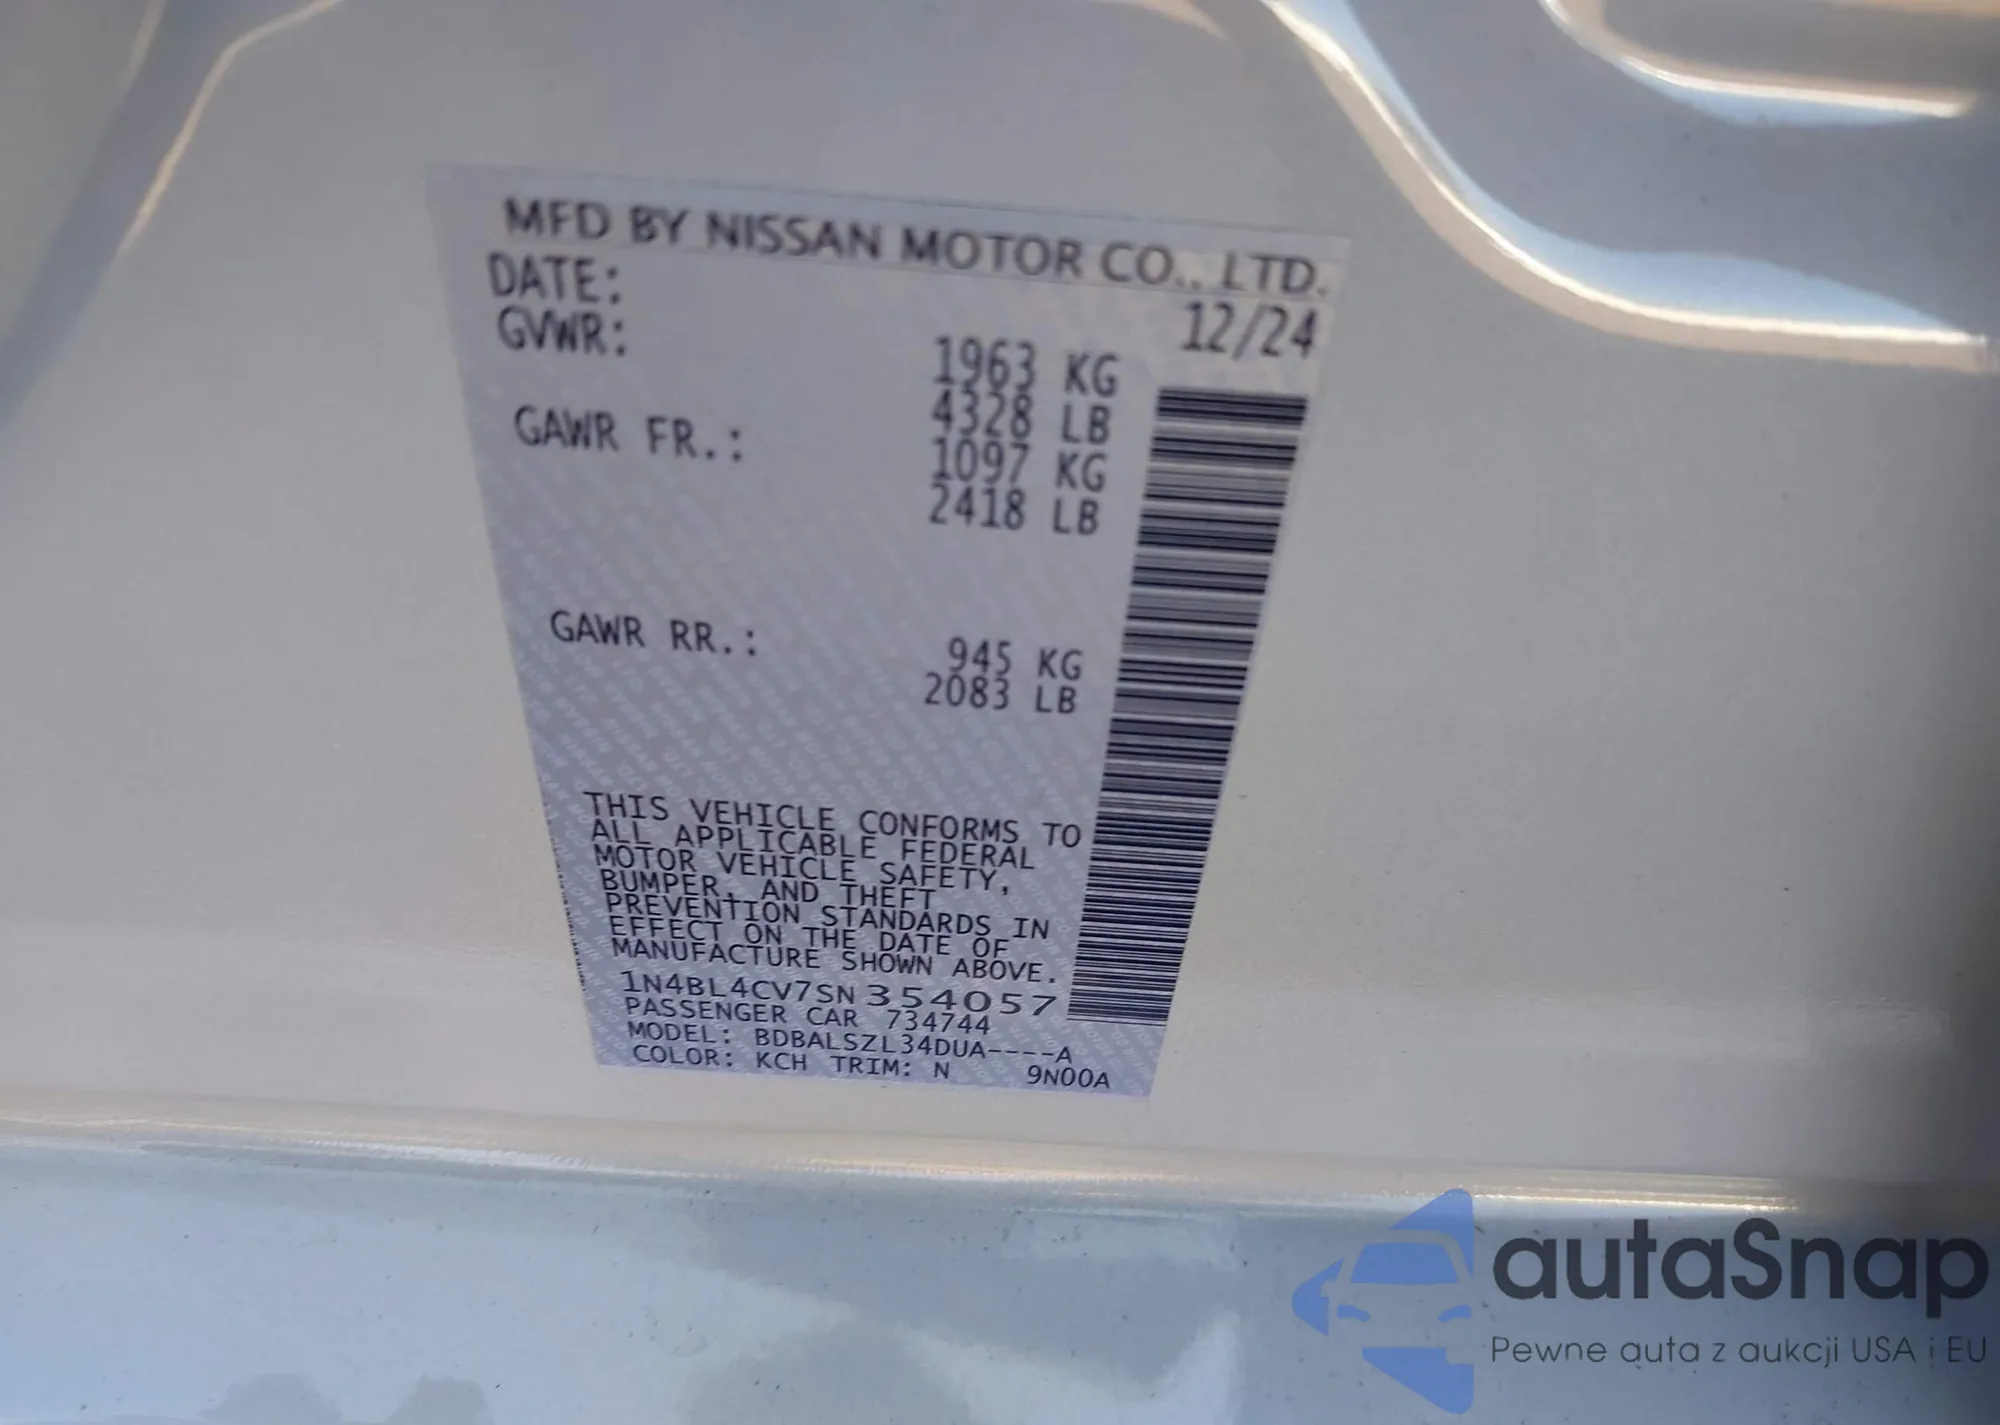 MFD BY NISSAN MOTOR CO., LTD.
DATE: 12/24
GVWR: 1963 KG
4328 LB
GAWR FR.: 1097 KG
2418 LB
GAWR RR.: 945 KG
2083 LB
THIS VEHICLE CONFORMS TO
ALL APPLICABLE FEDERAL
MOTOR VEHICLE SAFETY,
BUMPER, AND THEFT
PREVENTION STANDARDS IN
EFFECT ON THE DATE OF
MANUFACTURE SHOWN ABOVE.
1N4BL4CV7SN354057
PASSENGER CAR 734744
MODEL: BDBALSZL34DUA----A
COLOR: KCH TRIM: N 9N00A
autaSnap
Pewne auta z aukcji USA i EU